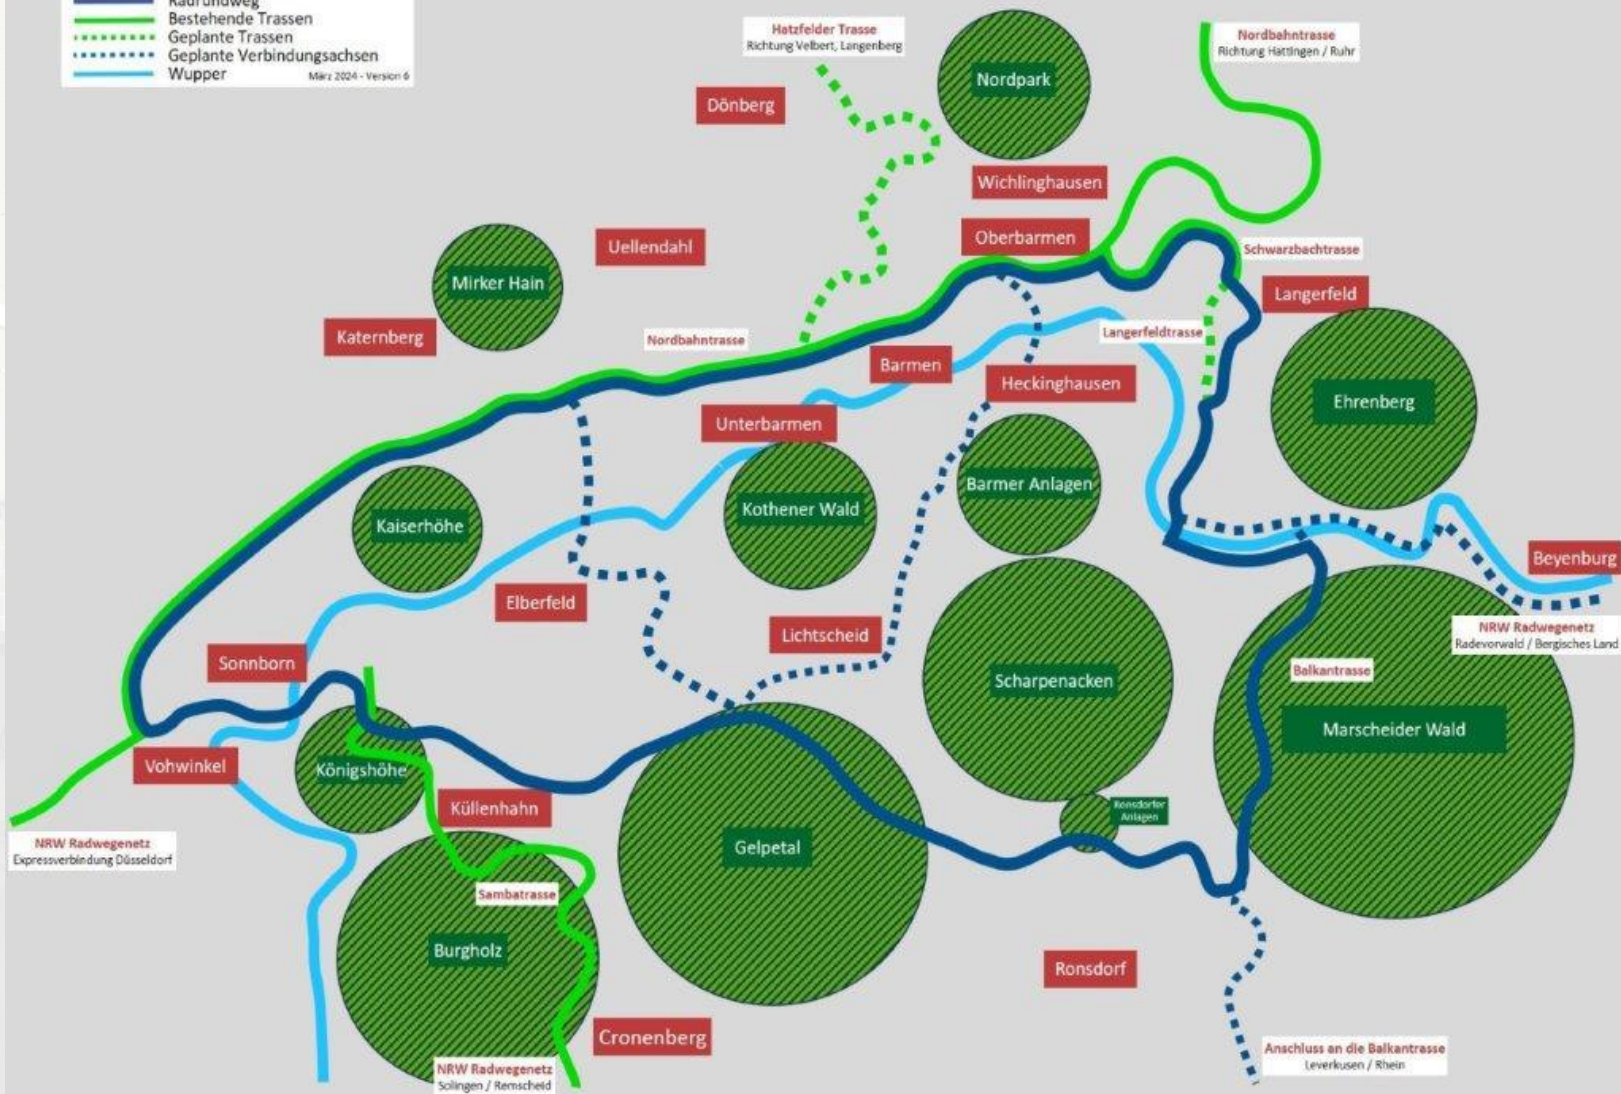 Radrundweg
Bestehende Trassen
Geplante Trassen
Geplante Verbindungsachsen
Wupper
März 2024 - Version 6
Hatzfelder Trasse
Richtung Velbert, Langenberg
Nordpark
Nordbahntrasse
Richtung Hattingen / Ruhr
Dönberg
Wichlinghausen
Oberbarmen
Uellendahl
Schwarzbachtrasse
Mirker Hain
Langerfeld
Katernberg
Nordbahntrasse
Langerfeldtrasse
Barmen
Heckinghausen
Ehrenberg
Unterbarmen
Barmer Anlagen
Kothener Wald
Kaiserhöhe
Beyenburg
Elberfeld
NRW Radwegenetz
Radevorwald / Bergisches Land
Lichtscheid
Sonnborn
Balkantrasse
Scharpenacken
Marscheider Wald
Vohwinkel
Königshöhe
Küllenhahn
Ronsdorfer
Anlagen
NRW Radwegenetz
Expressverbindung Düsseldorf
Gelpetal
Sambatrasse
Burgholz
Ronsdorf
Cronenberg
Anschluss an die Balkantrasse
Leverkusen / Rhein
NRW Radwegenetz
Solingen / Remscheid